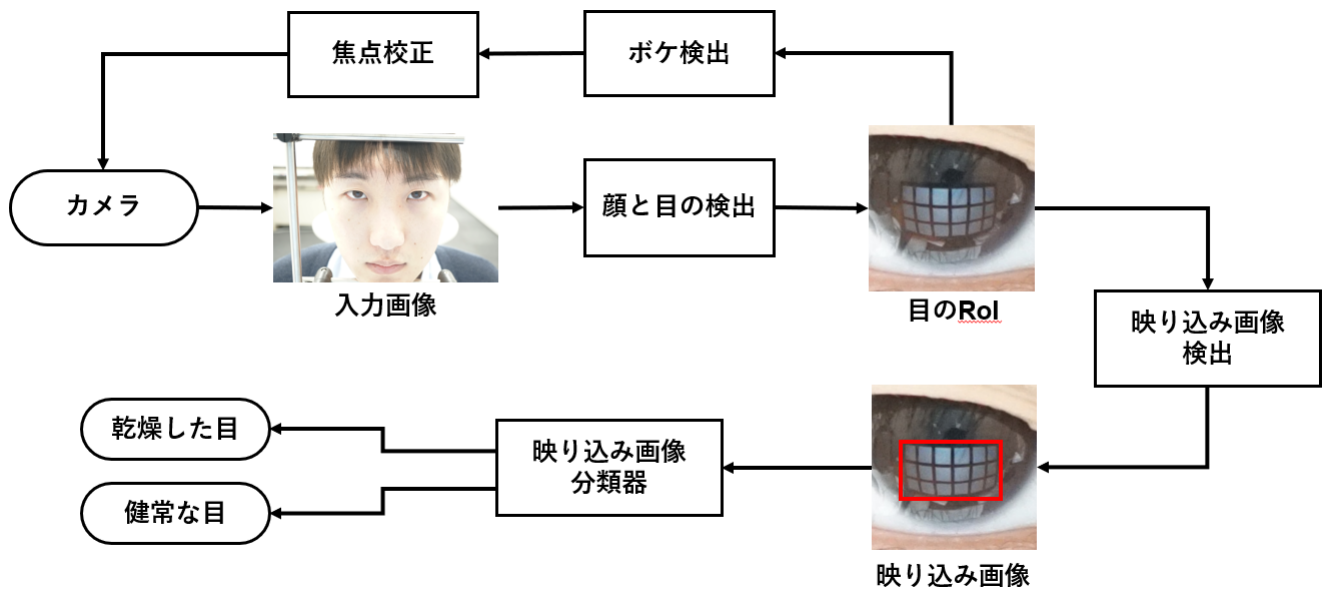 焦点校正
ボケ検出
カメラ
顔と目の検出
入力画像
目のRoI
映り込み画像
検出
乾燥した目
映り込み画像
分類器
健常な目
映り込み画像